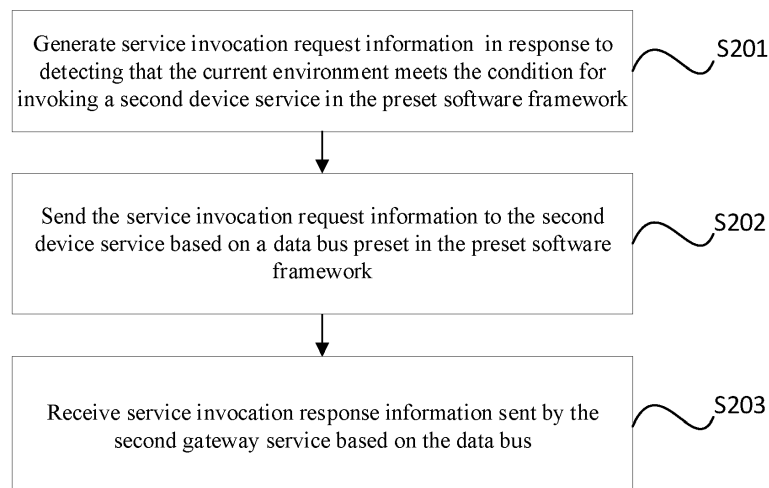 Generate service invocation request information in response to
detecting that the current environment meets the condition for
invoking a second device service in the preset software framework
S201
Send the service invocation request information to the second
device service based on a data bus preset in the preset software
framework
S202
Receive service invocation response information sent by the
second gateway service based on the data bus
S203